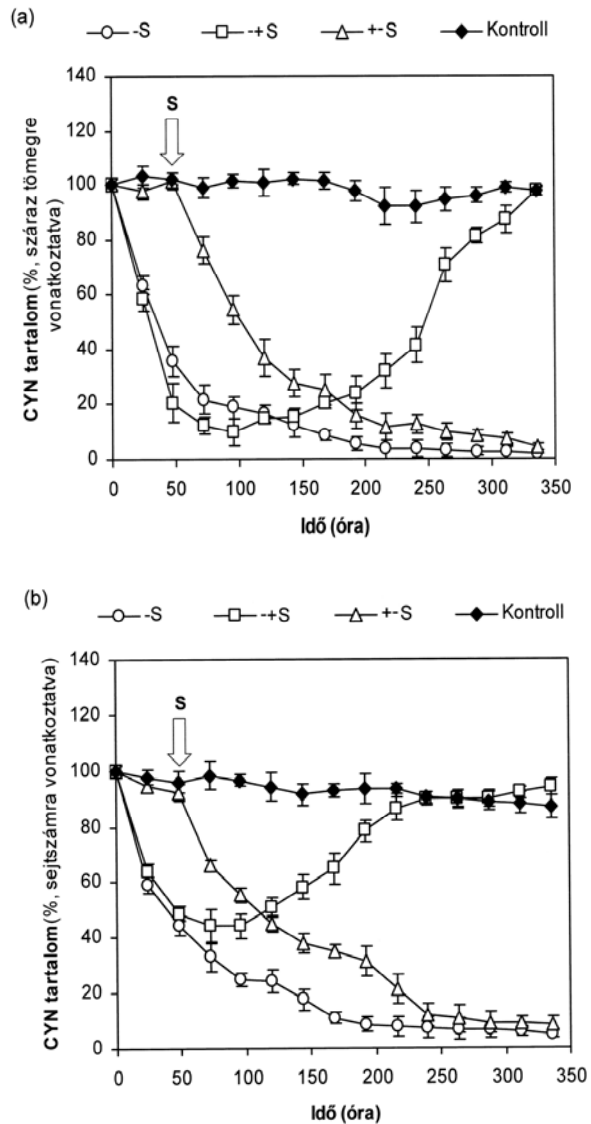 (a)
-S -+S +-S Kontroll
140
120
100
80
60
40
20
0
S
CYN tartalom (%, száraz tömegre
vonatkoztatva)
0 50 100 150 200 250 300 350
Idő (óra)
(b)
-S -+S +-S Kontroll
140
120
100
80
60
40
20
0
S
CYN tartalom (%, sejtszámra vonatkoztatva)
0 50 100 150 200 250 300 350
Idő (óra)